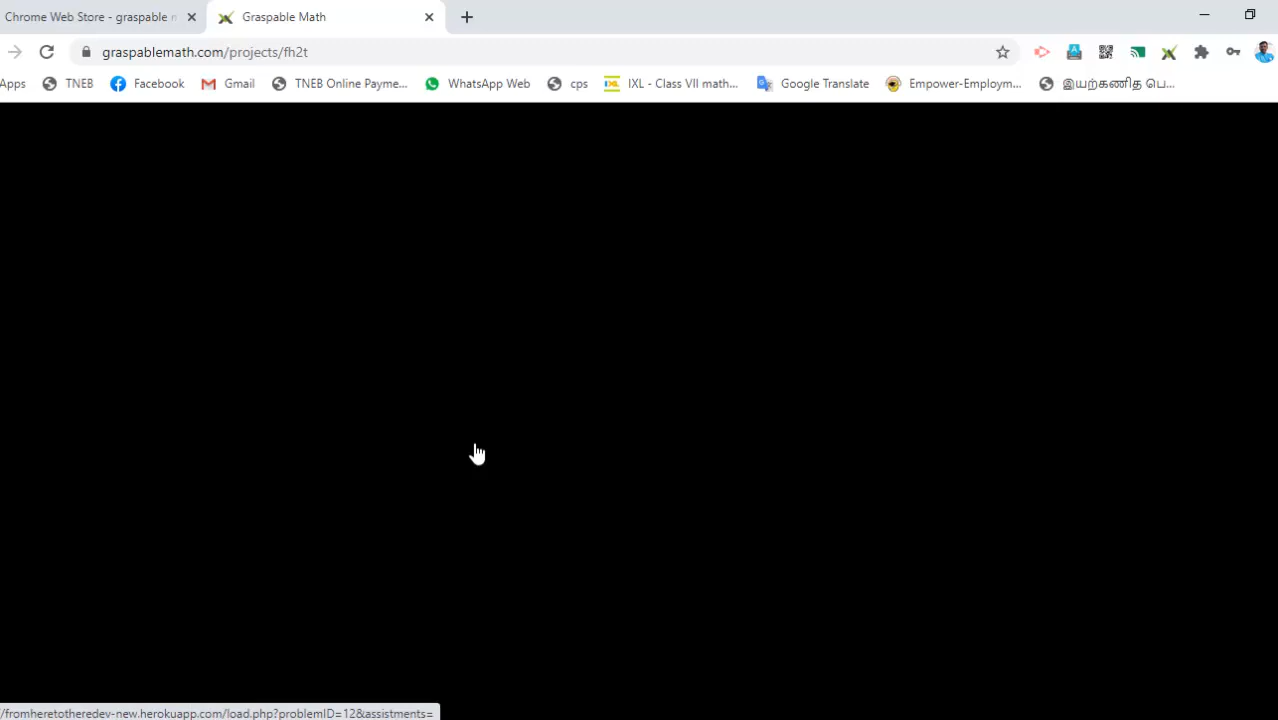 Chrome Web Store - graspable
Graspable Math
graspablemath.com/projects/fh2t
Apps
TNEB
Facebook
Gmail
TNEB Online Payme...
WhatsApp Web
cps
IXL - Class VII math...
Google Translate
Empower-Employm...
இயற்கணித பெ...
/fromheretotheredev-new.herokuapp.com/load.php?problemID=12&assistments=